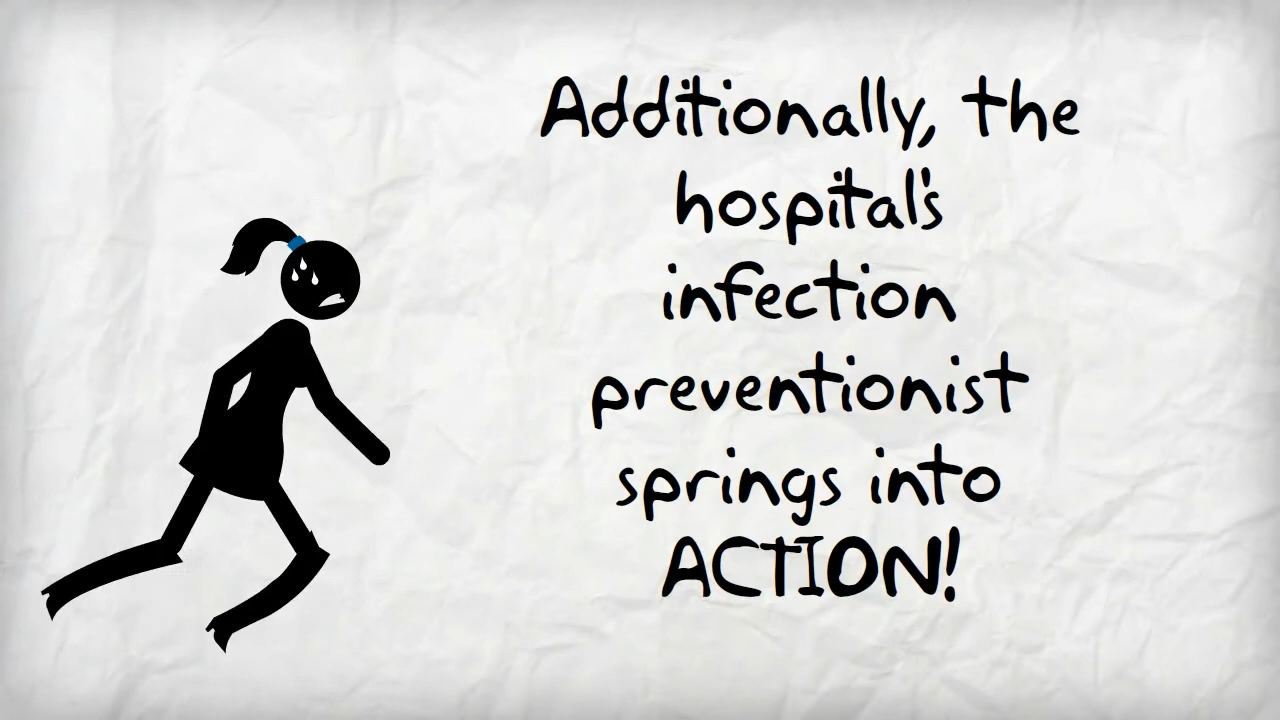 Additionally, the
hospital's
infection
preventionist
springs into
ACTION!